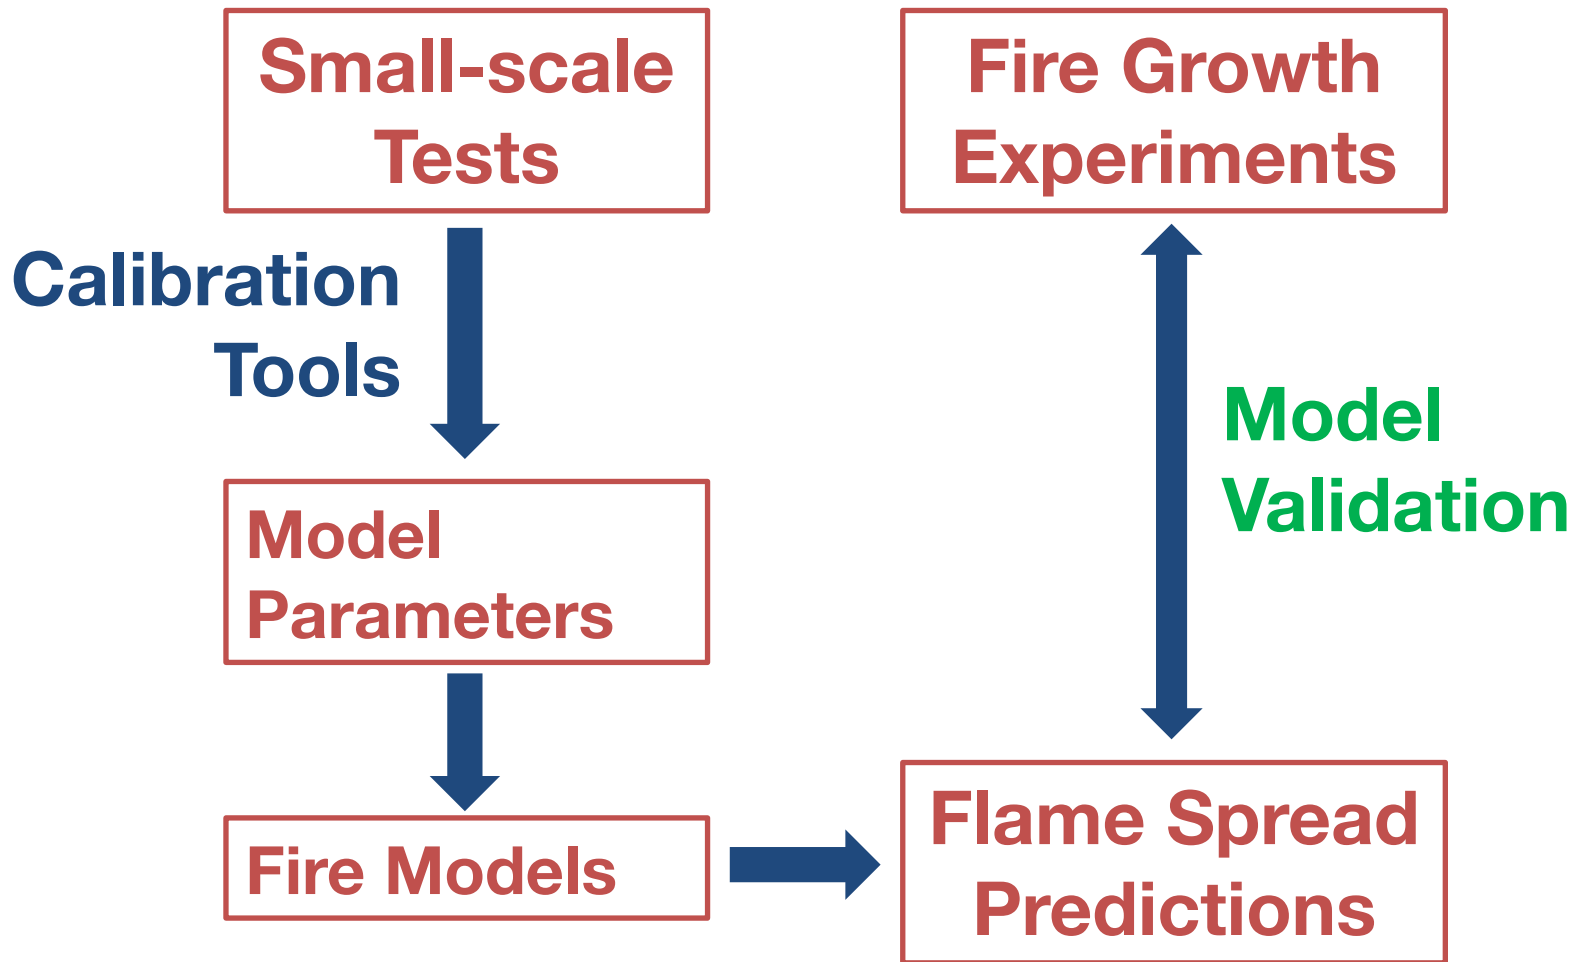 Small-scale
Tests
Fire Growth
Experiments
Calibration
Tools
Model
Validation
Model
Parameters
Fire Models
Flame Spread
Predictions